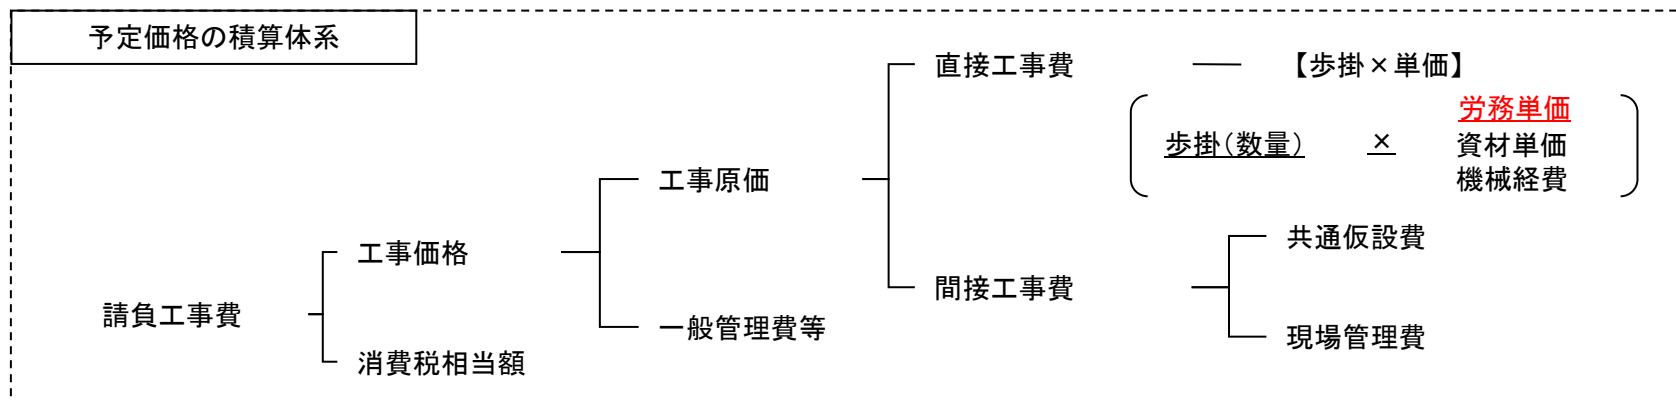 予定価格の積算体系
直接工事費
【歩掛×単価】
労務単価
歩掛(数量) × 資材単価
機械経費
工事原価
共通仮設費
工事価格
間接工事費
請負工事費
一般管理費等
現場管理費
消費税相当額